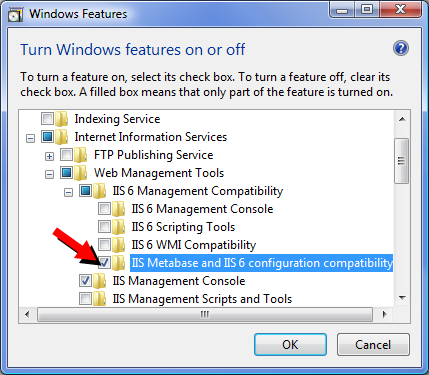 Windows Features
Turn Windows features on or off
To turn a feature on, select its check box. To turn a feature off, clear its
check box. A filled box means that only part of the feature is turned on.
Indexing Service
Internet Information Services
FTP Publishing Service
Web Management Tools
IIS 6 Management Compatibility
IIS 6 Management Console
IIS 6 Scripting Tools
IIS 6 WMI Compatibility
IIS Metabase and IIS 6 configuration compatibility
IIS Management Console
IIS Management Scripts and Tools
OK Cancel